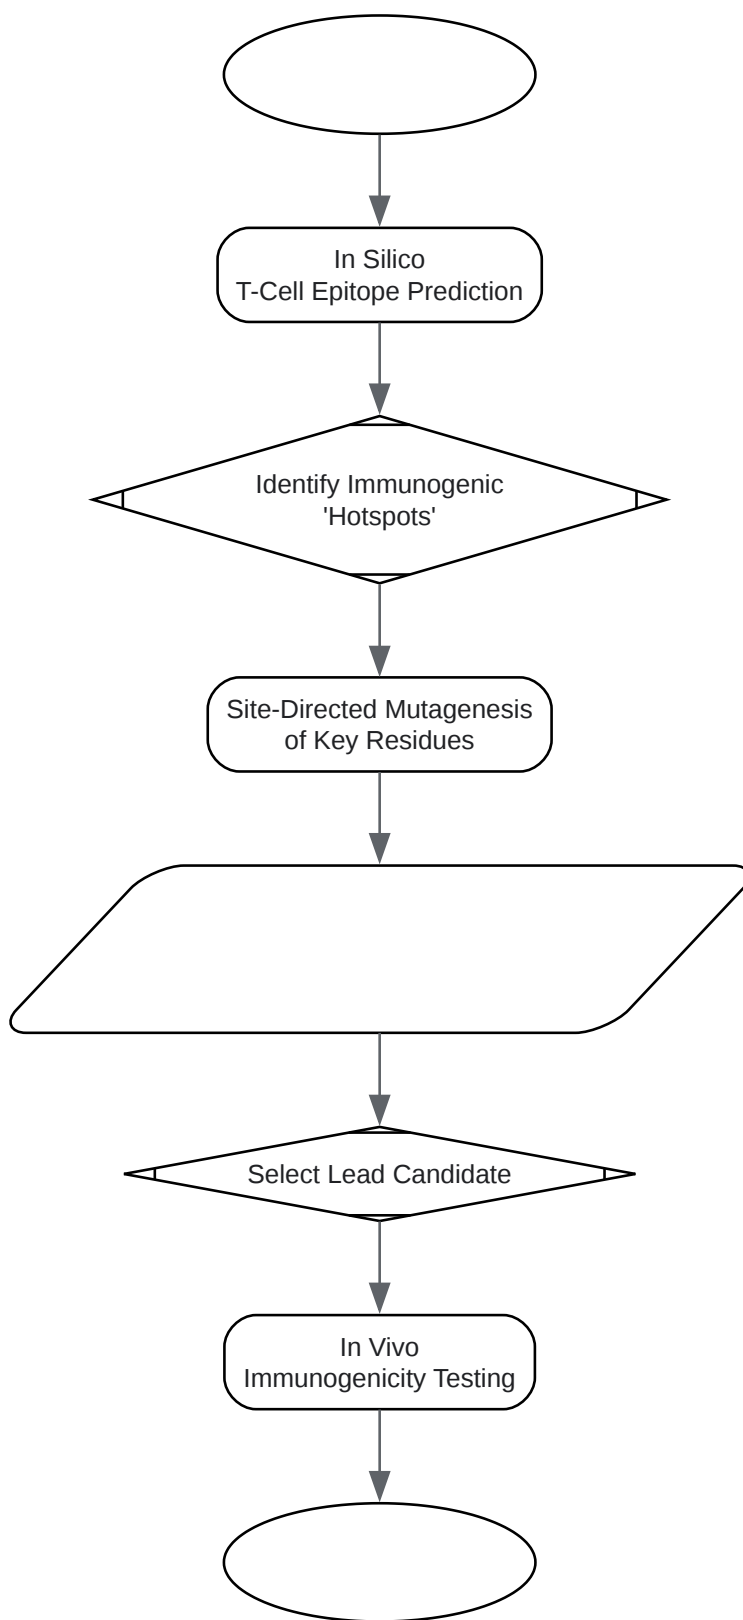 In Silico
T-Cell Epitope Prediction
Identify Immunogenic
'Hotspots'
Site-Directed Mutagenesis
of Key Residues
Select Lead Candidate
In Vivo
Immunogenicity Testing